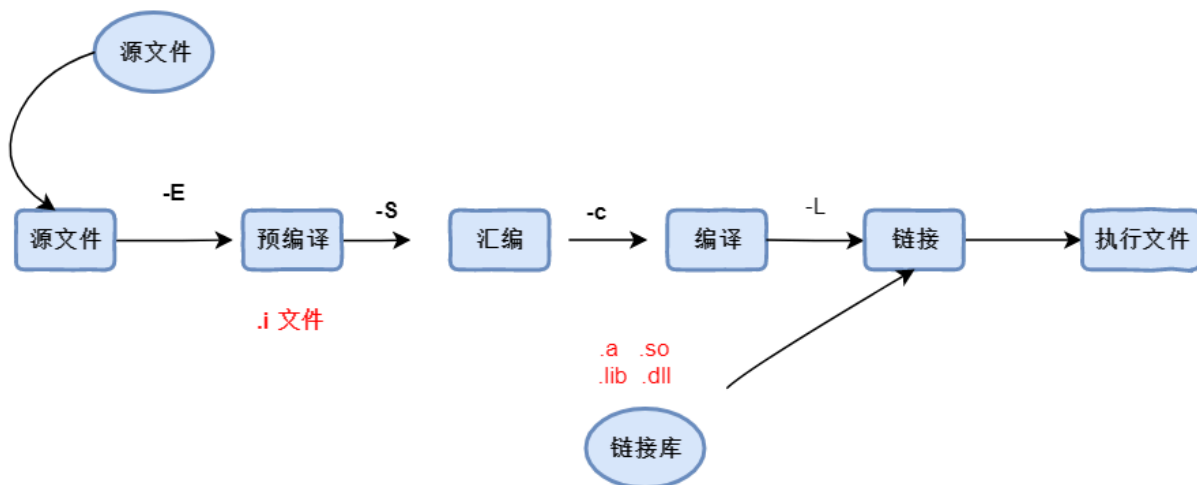 源文件
-E
-S
-c
-L
源文件
预编译
汇编
编译
链接
执行文件
.i 文件
.a .so
.lib .dll
链接库